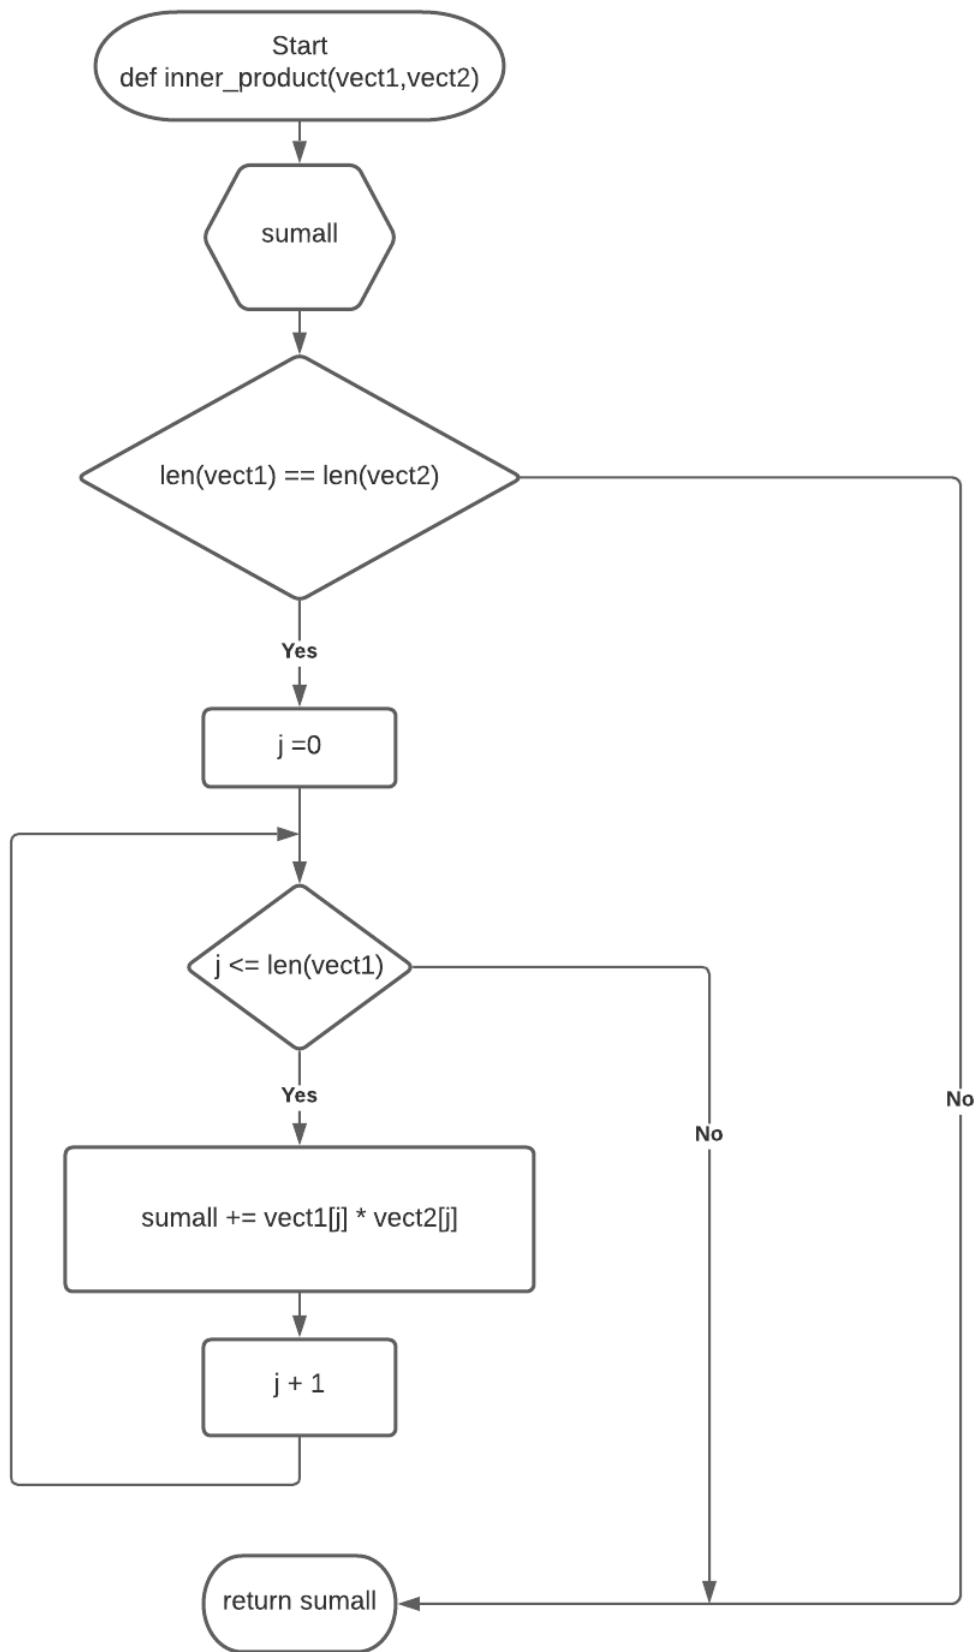 Start
def inner_product(vect1,vect2)
sumall
len(vect1) == len(vect2)
Yes
j =0
j <= len(vect1)
Yes
No
No
sumall += vect1[j] * vect2[j]
j + 1
return sumall